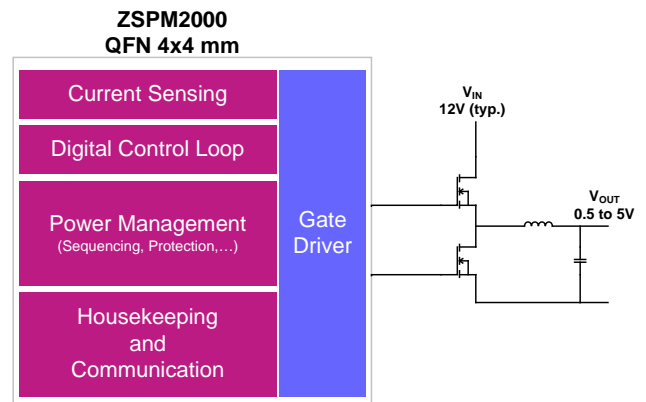 ZSPM2000
QFN 4x4 mm
Current Sensing
Digital Control Loop
Power Management
(Sequencing, Protection,…)
Housekeeping
and
Communication
Gate
Driver
VIN
12V (typ.)
VOUT
0.5 to 5V